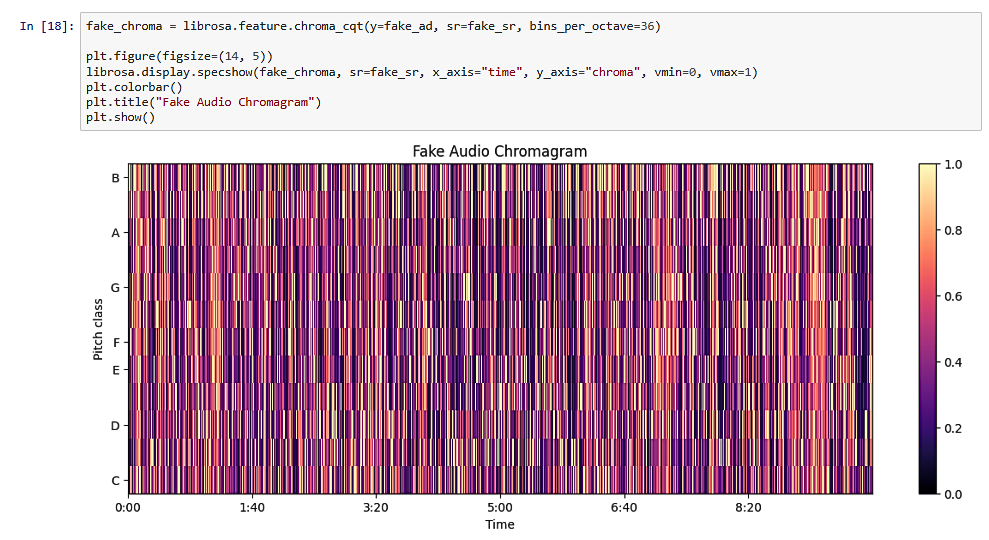 In [18]: fake_chroma = librosa.feature.chroma_cqt(y=fake_ad, sr=fake_sr, bins_per_octave=36)
plt.figure(figsize=(14, 5))
librosa.display.specshow(fake_chroma, sr=fake_sr, x_axis="time", y_axis="chroma", vmin=0, vmax=1)
plt.colorbar()
plt.title("Fake Audio Chromagram")
plt.show()
Fake Audio Chromagram
Pitch class
B
A
G
F
E
D
C
0:00 1:40 3:20 5:00 6:40 8:20
Time
1.0
0.8
0.6
0.4
0.2
0.0